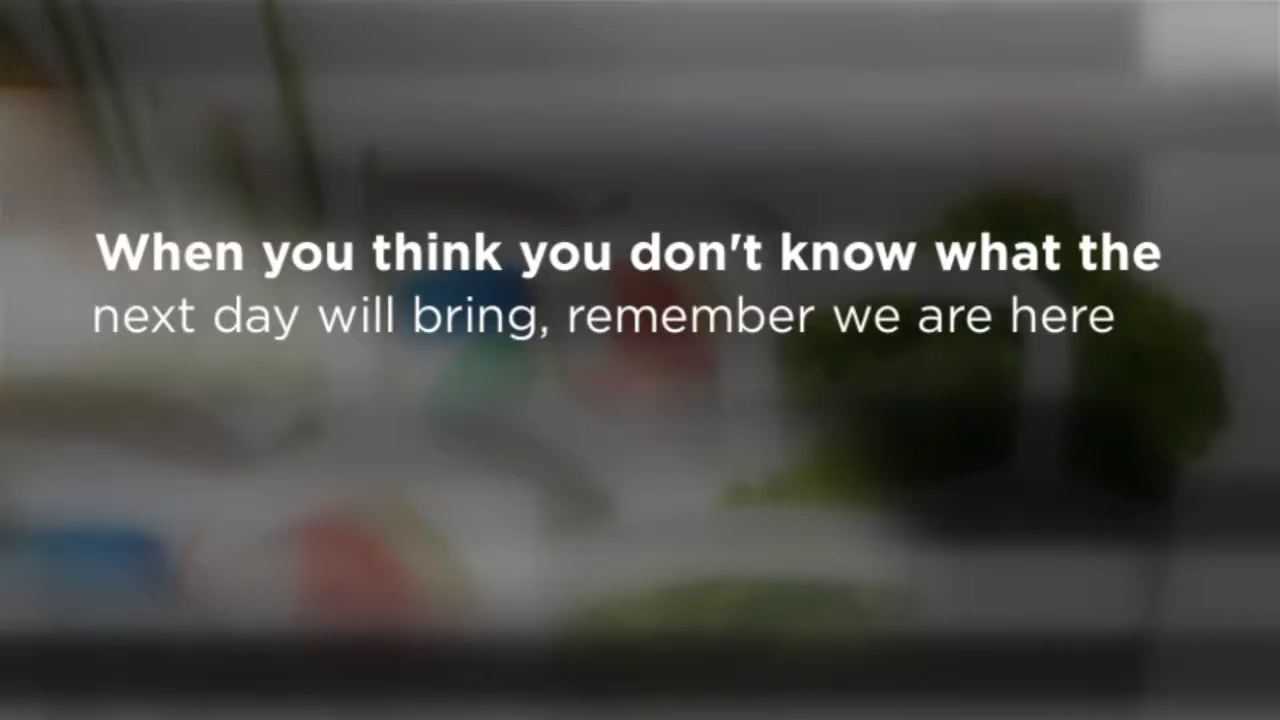 When you think you don't know what the
next day will bring, remember we are here